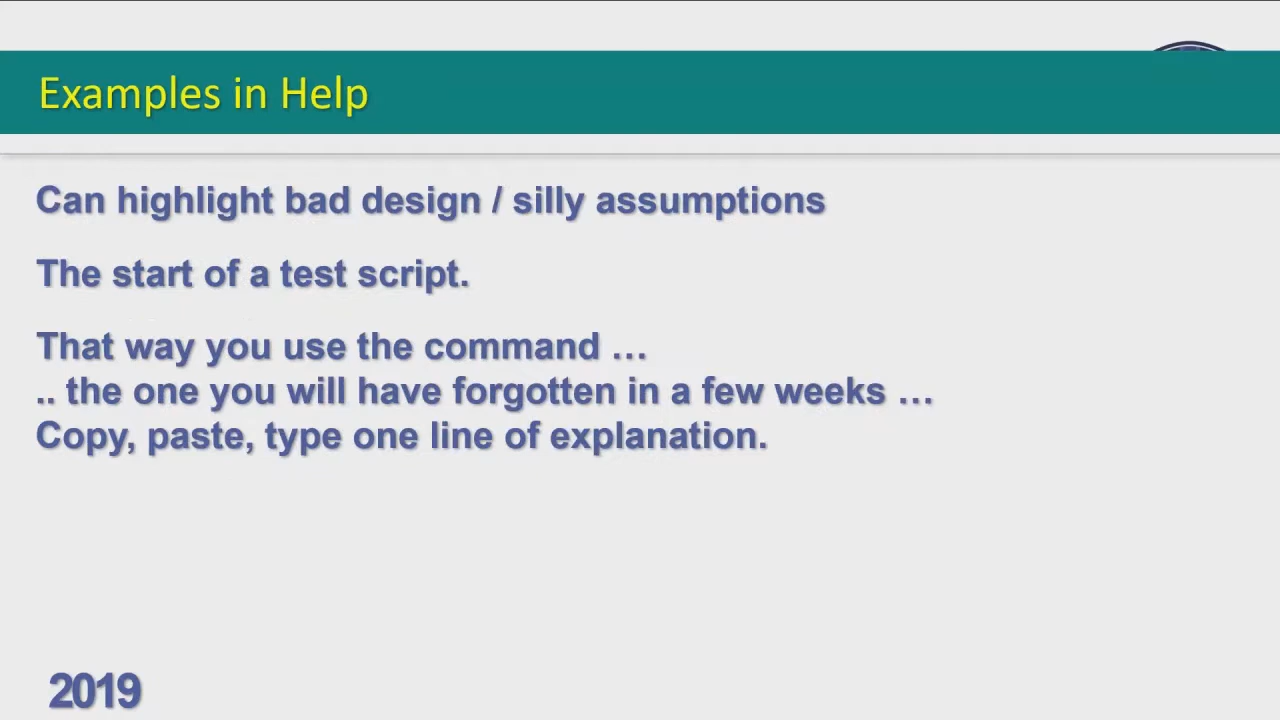 Examples in Help
Can highlight bad design / silly assumptions
The start of a test script.
That way you use the command …
.. the one you will have forgotten in a few weeks …
Copy, paste, type one line of explanation.
2019